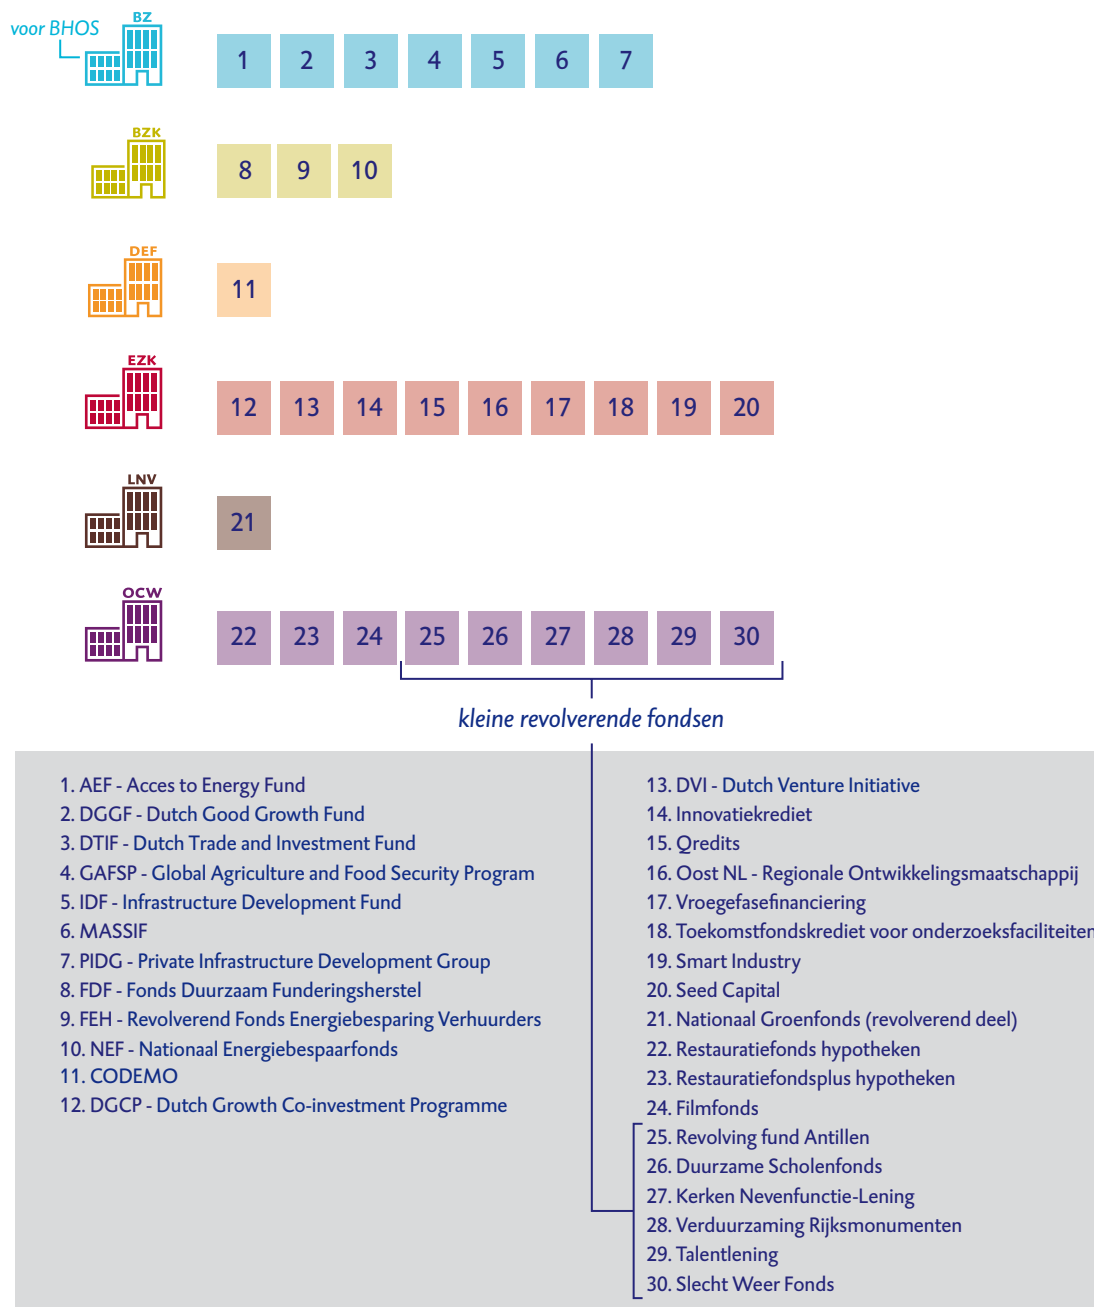 voor BHOS
BZ
1 2 3 4 5 6 7
BZK
8 9 10
DEF
11
EZK
12 13 14 15 16 17 18 19 20
LNV
21
OCW
22 23 24 25 26 27 28 29 30
kleine revolverende fondsen
1. AEF - Acces to Energy Fund
2. DGGF - Dutch Good Growth Fund
3. DTIF - Dutch Trade and Investment Fund
4. GAFSP - Global Agriculture and Food Security Program
5. IDF - Infrastructure Development Fund
6. MASSIF
7. PIDG - Private Infrastructure Development Group
8. FDF - Fonds Duurzaam Funderingsherstel
9. FEH - Revolverend Fonds Energiebesparing Verhuurders
10. NEF - Nationaal Energiebespaarfonds
11. CODEMO
12. DGCP - Dutch Growth Co-investment Programme
13. DVI - Dutch Venture Initiative
14. Innovatiekrediet
15. Qredits
16. Oost NL - Regionale Ontwikkelingsmaatschappij
17. Vroegefasefinanciering
18. Toekomstfondskrediet voor onderzoeksfaciliteiten
19. Smart Industry
20. Seed Capital
21. Nationaal Groenfonds (revolverend deel)
22. Restauratiefonds hypotheken
23. Restauratiefondsplus hypotheken
24. Filmfonds
25. Revolving fund Antillen
26. Duurzame Scholenfonds
27. Kerken Nevenfunctie-Lening
28. Verduurzaming Rijksmonumenten
29. Talentlening
30. Slecht Weer Fonds